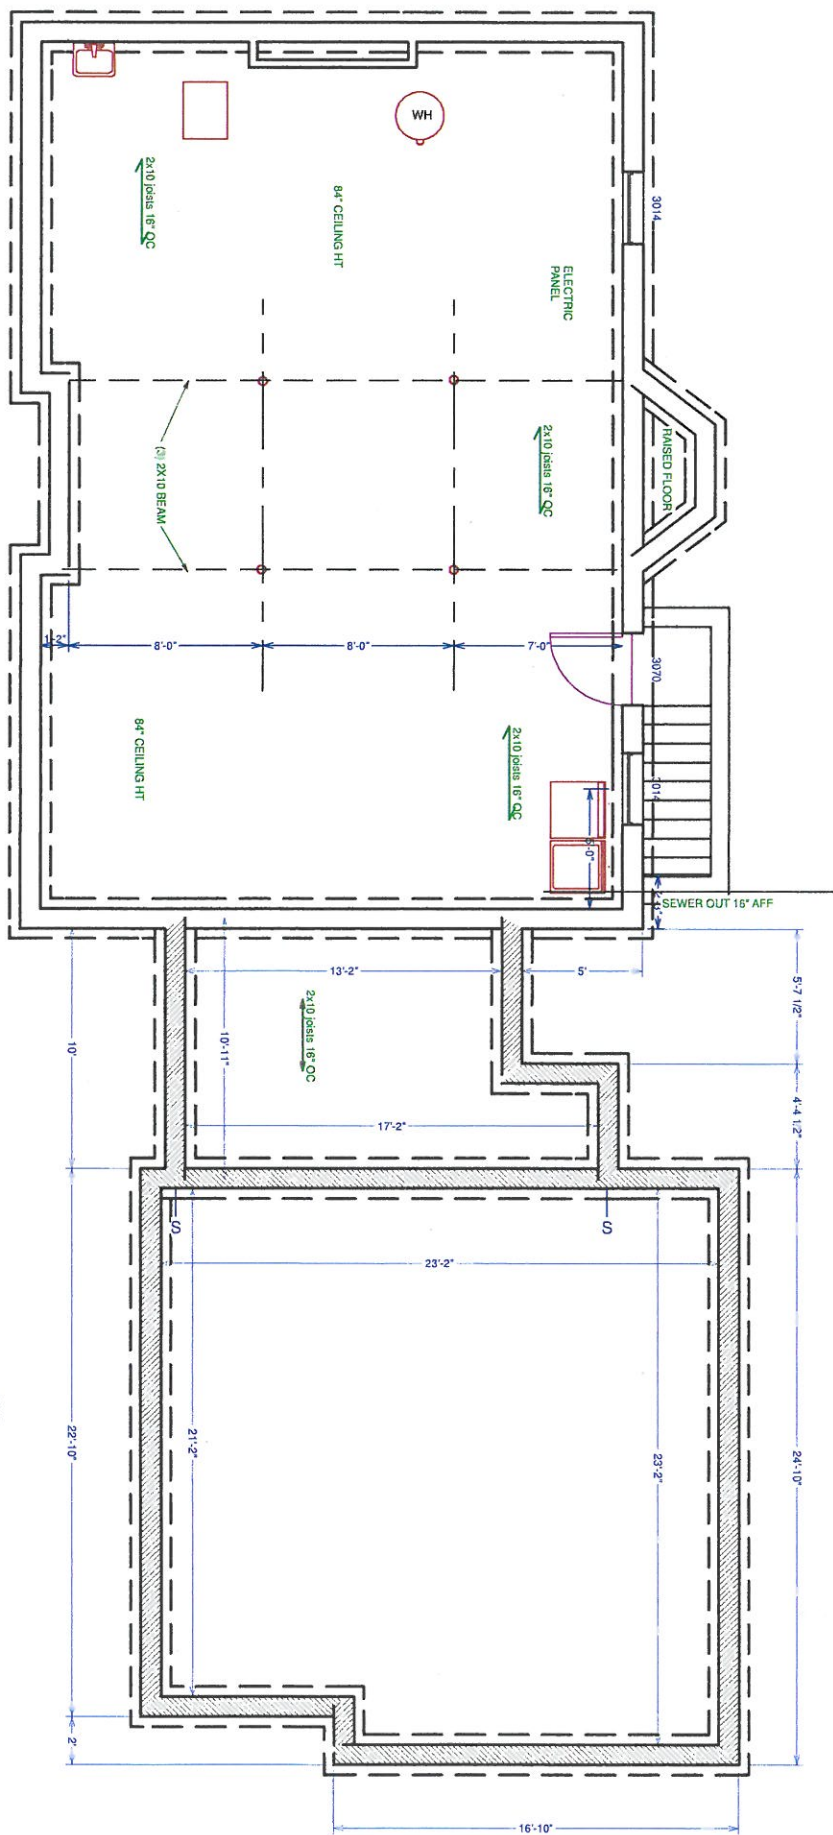 WH
3014
2x10 joists 16" OC
84" CEILING HT
ELECTRIC
PANEL
RAISED FLOOR
2x10 joists 16" OC
(3) 2X10 BEAM
1'-2"
8'-0"
8'-0"
7'-0"
3070
84" CEILING HT
2x10 joists 16" OC
SEWER OUT 16" AFF
13'-2"
5'
5'-7 1/2"
2x10 joists 16" OC
10'
10'-11"
4'-4 1/2"
17'-2"
S
S
23'-2"
22'-10"
21'-2"
23'-2"
24'-10"
2'
16'-10"